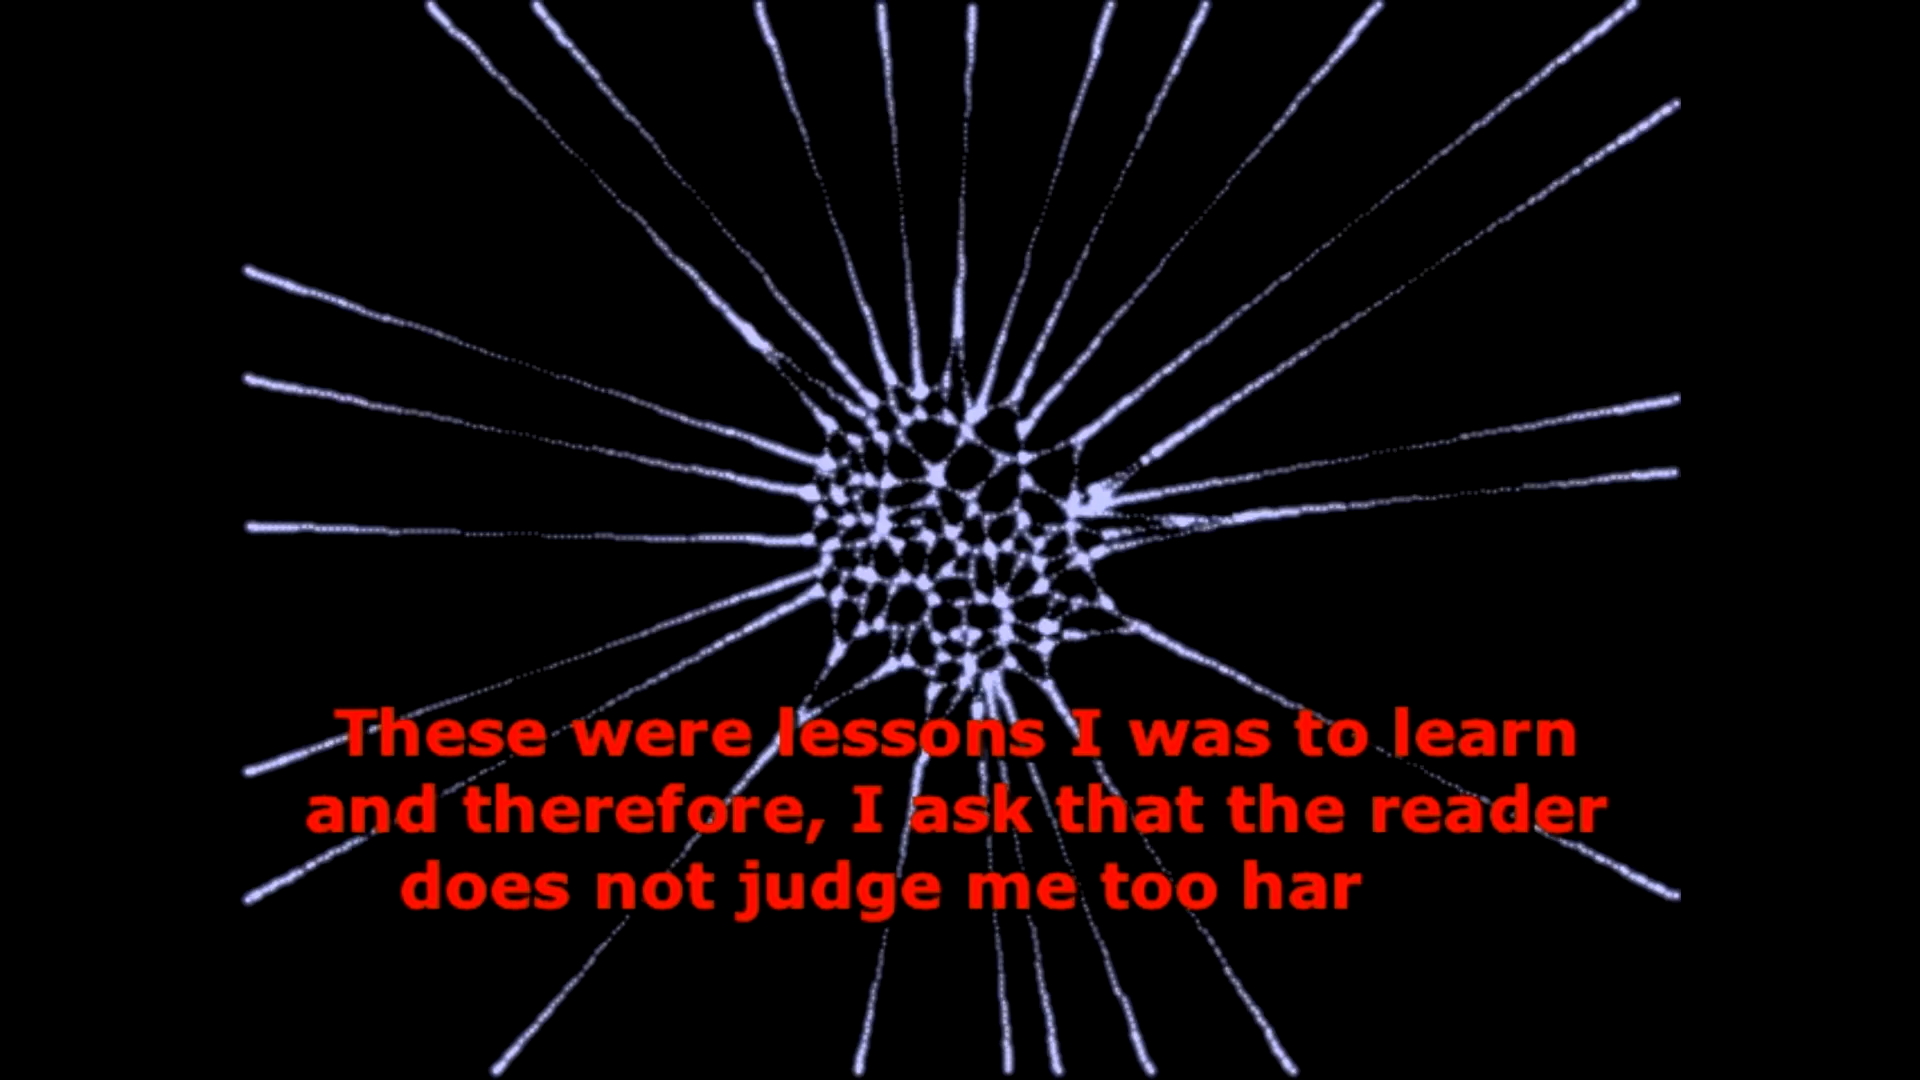 These were lessons I was to learn
and therefore, I ask that the reader
does not judge me too har